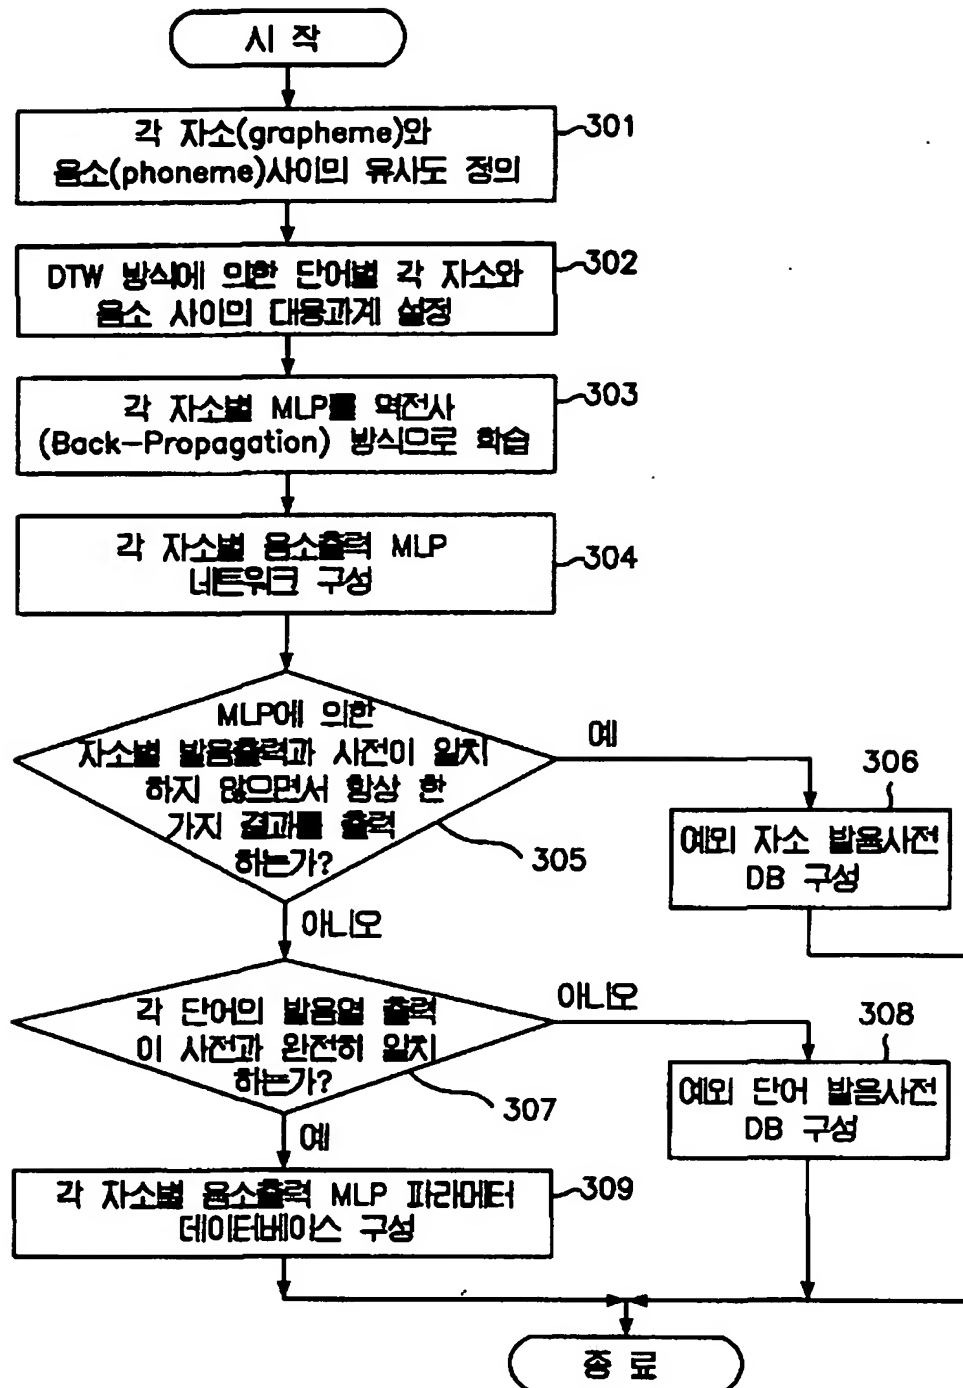 시 작
각 자소(grapheme)와
음소(phoneme)사이의 유사도 정의
301
DTW 방식에 의한 단어별 각 자소와
음소 사이의 대응관계 설정
302
각 자소별 MLP를 역전사
(Back-Propagation) 방식으로 학습
303
각 자소별 음소출력 MLP
네트워크 구성
304
MLP에 의한
자소별 발음출력과 사전이 일치
하지 않으면서 항상 한
가지 결과를 출력
하는가?
305
예
306
예외 자소 발음사전
DB 구성
아니오
각 단어의 발음열 출력
이 사전과 완전히 일치
하는가?
307
아니오
308
예외 단어 발음사전
DB 구성
예
각 자소별 음소출력 MLP 파라메터
데이터베이스 구성
309
종 료